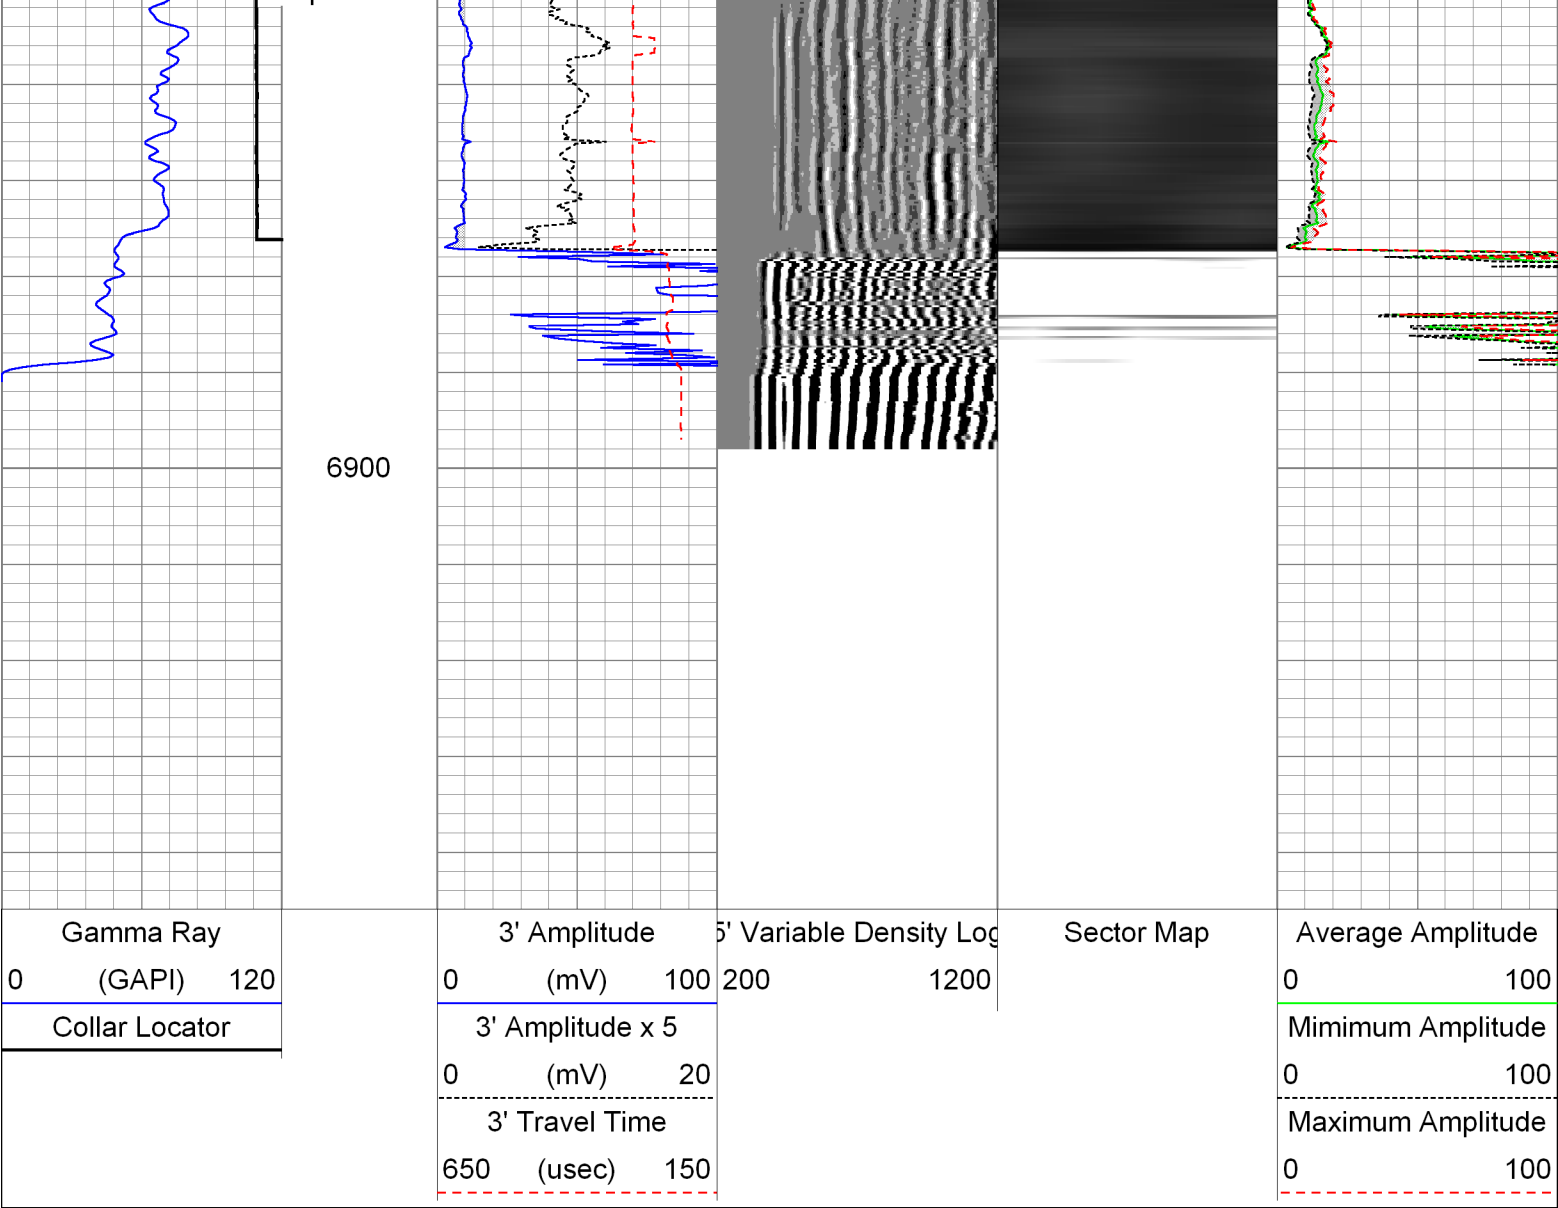 6900
Gamma Ray
0 (GAPI) 120
Collar Locator
3' Amplitude
0 (mV) 100
3' Amplitude x 5
0 (mV) 20
3' Travel Time
650 (usec) 150
5' Variable Density Log
200 1200
Sector Map
Average Amplitude
0 100
Mimimum Amplitude
0 100
Maximum Amplitude
0 100